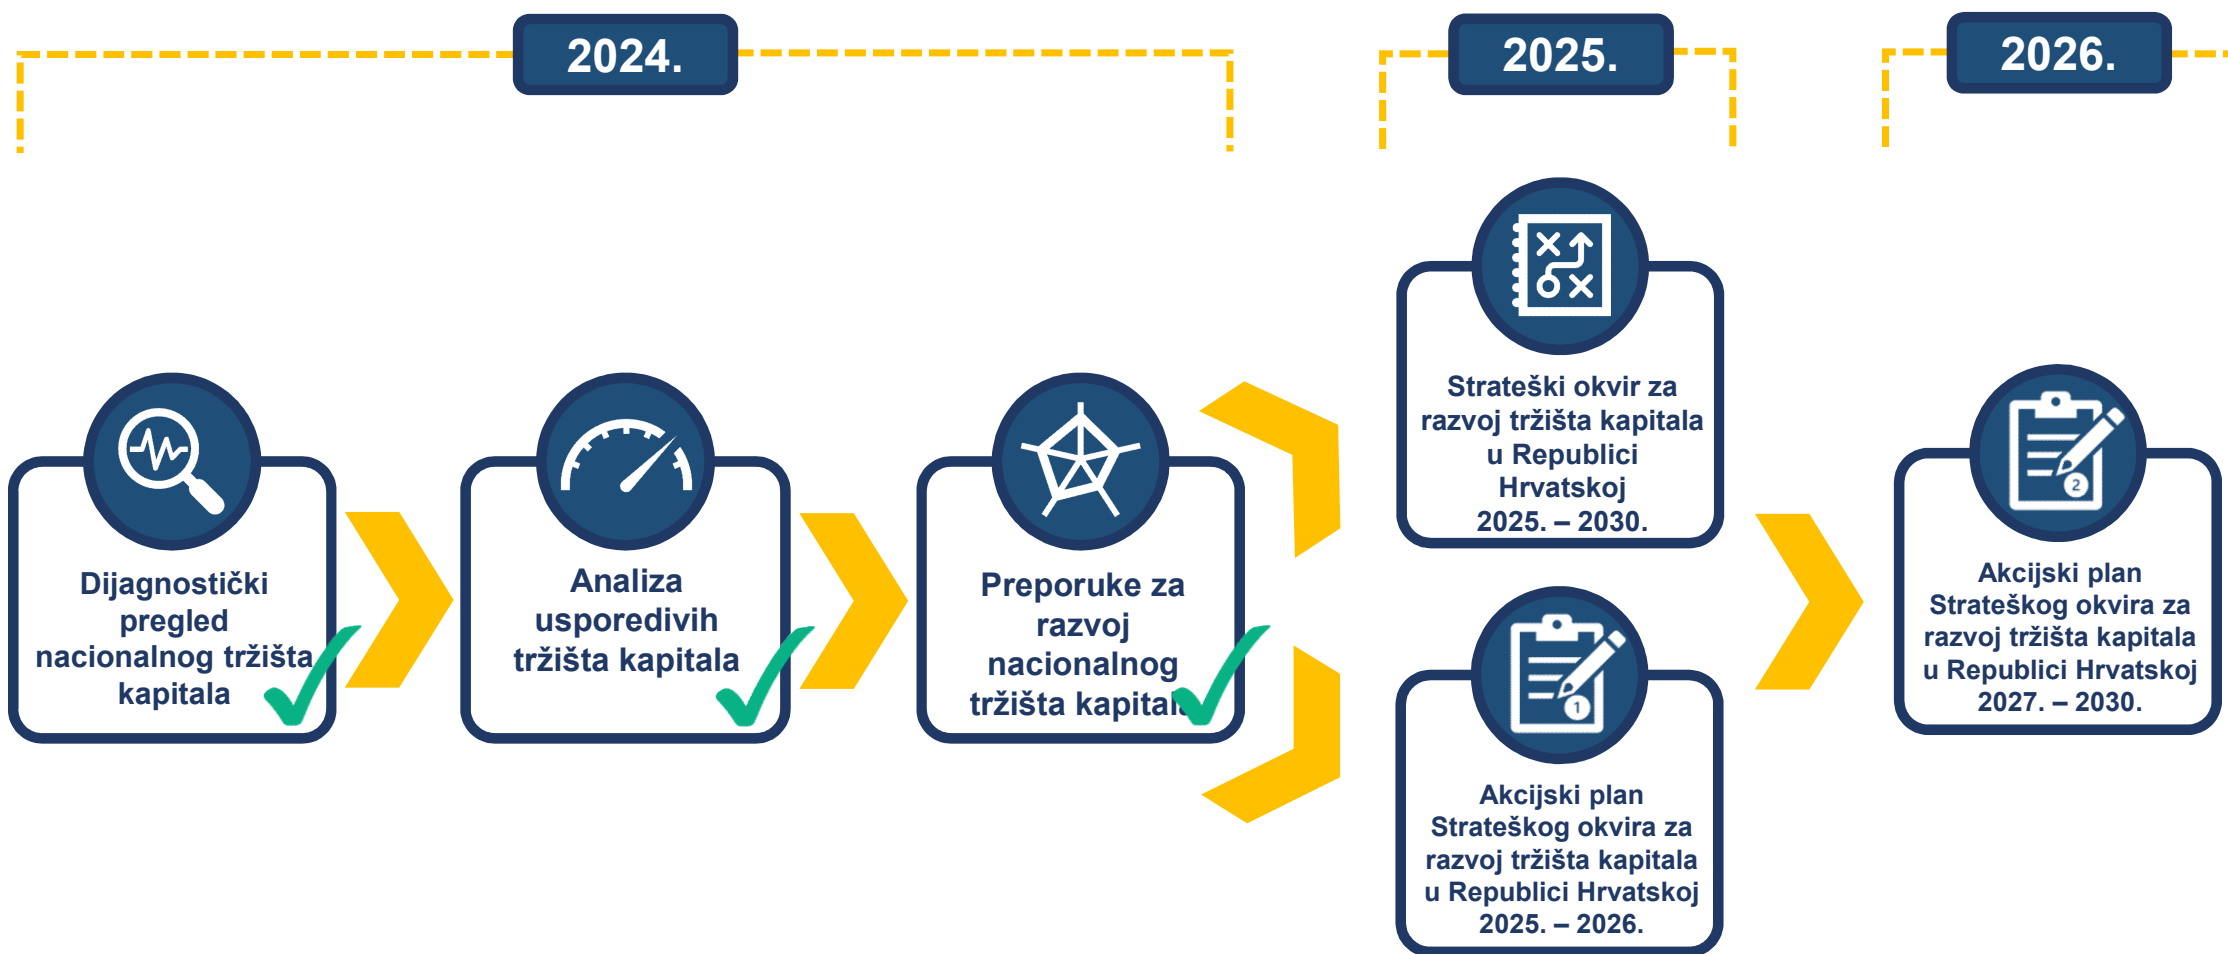 2024.
2025.
2026.
Dijagnostički
pregled
nacionalnog tržišta
kapitala
Analiza
usporedivih
tržišta kapitala
Preporuke za
razvoj
nacionalnog
tržišta kapitala
Strateški okvir za
razvoj tržišta kapitala
u Republici
Hrvatskoj
2025. – 2030.
1
Akcijski plan
Strateškog okvira za
razvoj tržišta kapitala
u Republici Hrvatskoj
2025. – 2026.
2
Akcijski plan
Strateškog okvira za
razvoj tržišta kapitala
u Republici Hrvatskoj
2027. – 2030.